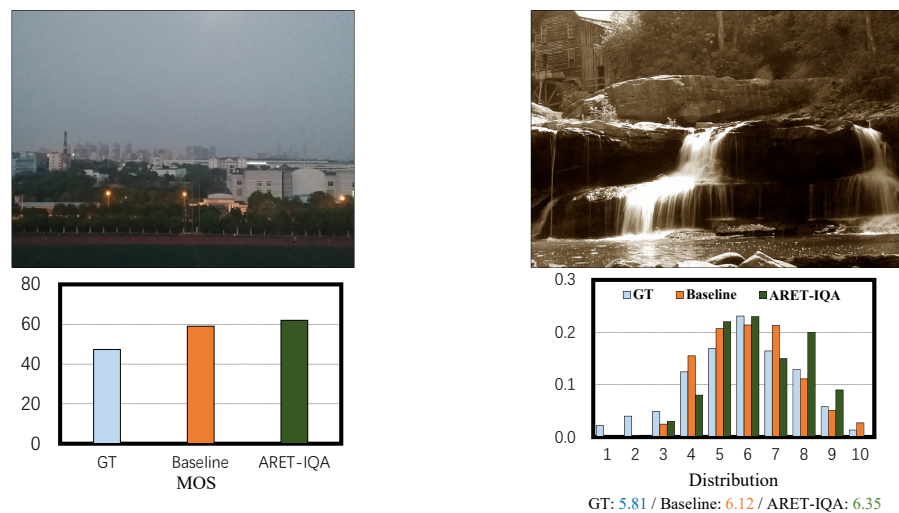 80
60
40
20
0
GT Baseline ARET-IQA
MOS
0.3
GT Baseline ARET-IQA
0.2
0.1
0.0
1 2 3 4 5 6 7 8 9 10
Distribution
GT: 5.81 / Baseline: 6.12 / ARET-IQA: 6.35